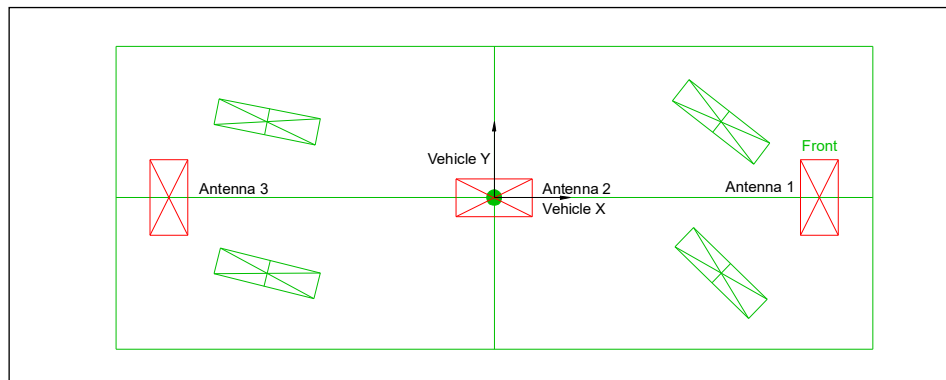 Front
Vehicle Y
Antenna 3
Antenna 2
Antenna 1
Vehicle X